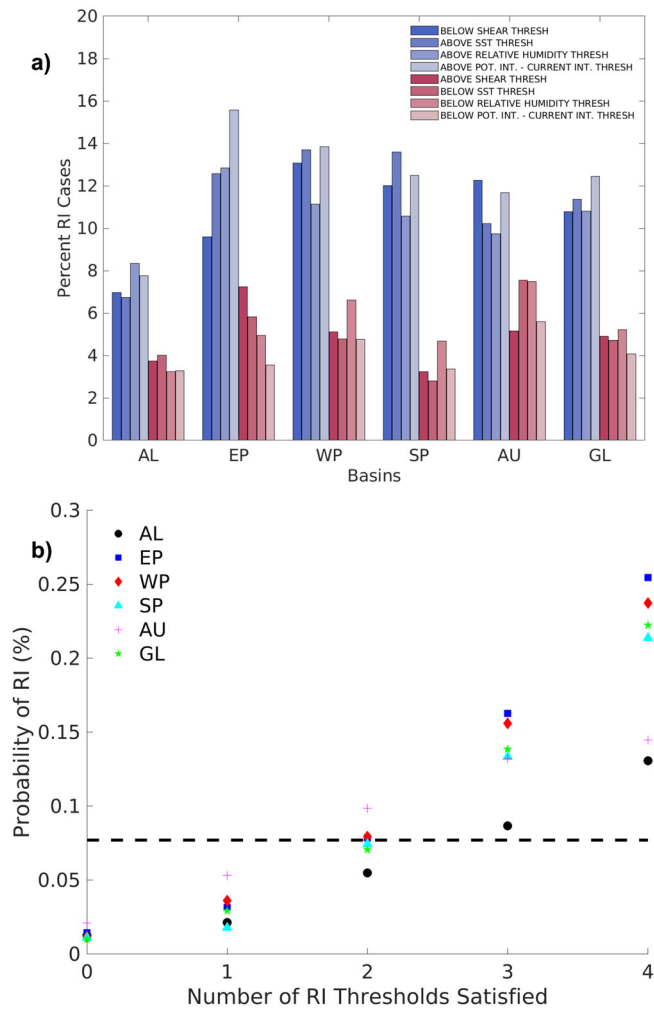 a)
20
18
16
14
12
10
8
6
4
2
0
Percent RI Cases
BELOW SHEAR THRESH
ABOVE SST THRESH
ABOVE RELATIVE HUMIDITY THRESH
ABOVE POT. INT. - CURRENT INT. THRESH
ABOVE SHEAR THRESH
BELOW SST THRESH
BELOW RELATIVE HUMIDITY THRESH
BELOW POT. INT. - CURRENT INT. THRESH
AL EP WP SP AU GL
Basins
b)
0.3
0.25
0.2
0.15
0.1
0.05
0
Probability of RI (%)
AL
EP
WP
SP
AU
GL
0 1 2 3 4
Number of RI Thresholds Satisfied